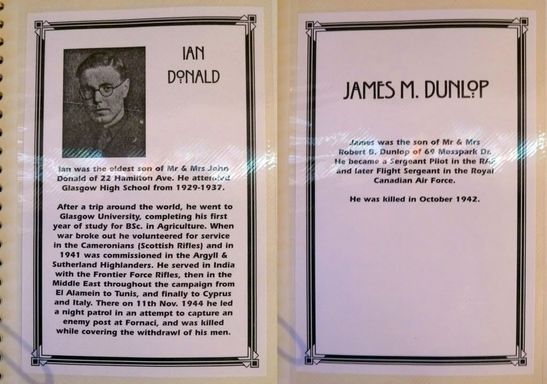 IAN
DONALD
Ian was the eldest son of Mr & Mrs John
Donald of 22 Hamilton Ave. He attended
Glasgow High School from 1929-1937.
After a trip around the world, he went to
Glasgow University, completing his first
year of study for BSc. in Agriculture. When
war broke out he volunteered for service
in the Cameronians (Scottish Rifles) and in
1941 was commissioned in the Argyll &
Sutherland Highlanders. He served in India
with the Frontier Force Rifles, then in the
Middle East throughout the campaign from
El Alamein to Tunis, and finally to Cyprus
and Italy. There on 11th Nov. 1944 he led
a night patrol in an attempt to capture an
enemy post at Fornaci, and was killed
while covering the withdrawl of his men.
JAMES M. DUNLOP
James was the son of Mr & Mrs
Robert B. Dunlop of 69 Mosspark Dr.
He became a Sergeant Pilot in the RAF
and later Flight Sergeant in the Royal
Canadian Air Force.
He was killed in October 1942.